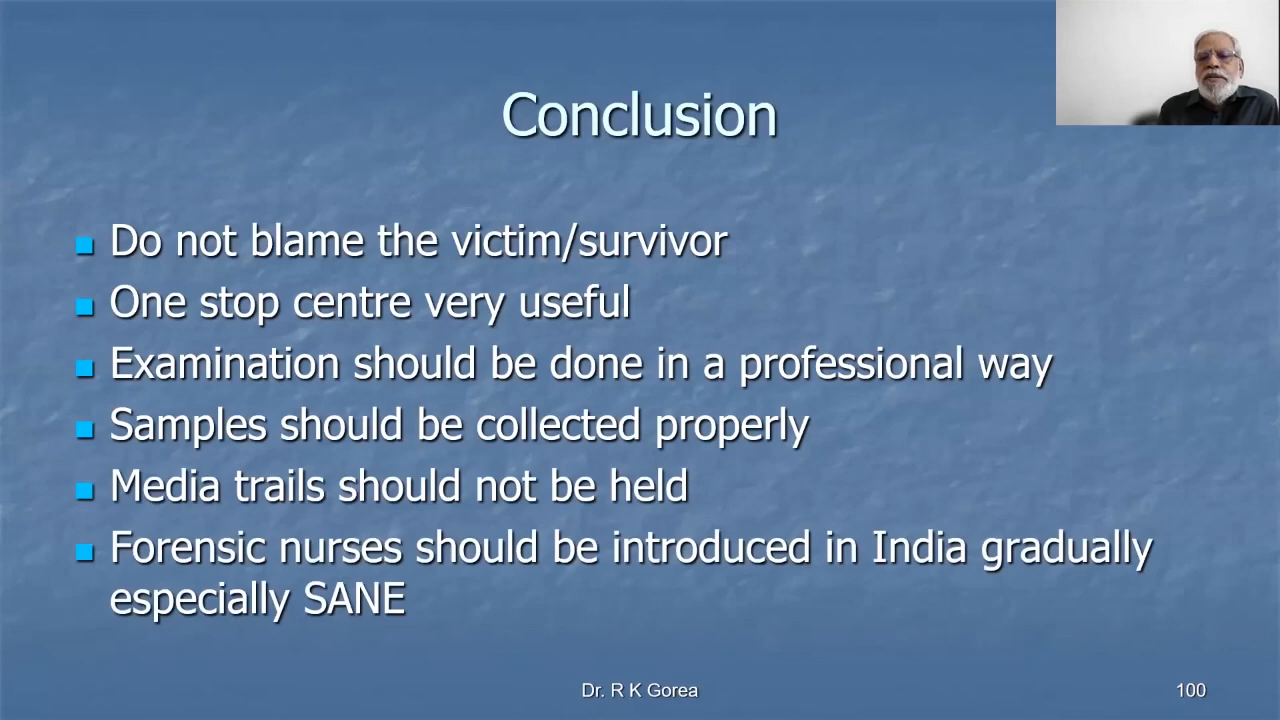 Conclusion
Do not blame the victim/survivor
One stop centre very useful
Examination should be done in a professional way
Samples should be collected properly
Media trails should not be held
Forensic nurses should be introduced in India gradually
especially SANE
Dr. R K Gorea
100